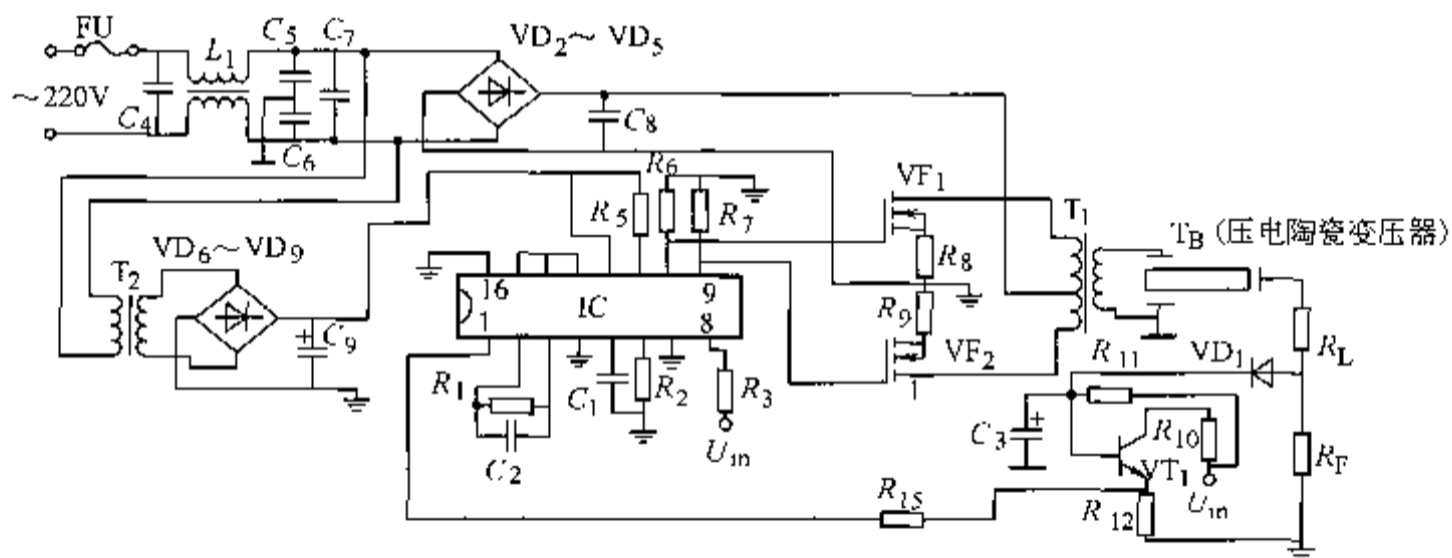 FU
C5
C7
VD2～VD5
L1
～220V
C4
C6
C8
R6
VF1
R5
R7
T1
TB (压电陶瓷变压器)
VD6～VD9
R8
T2
16
9
IC
1
8
R9
C9
VF2
R11
VD1
RL
R1
C1
R2
R3
C3
R10
C2
Uin
VT1
RF
R15
R12
Uin